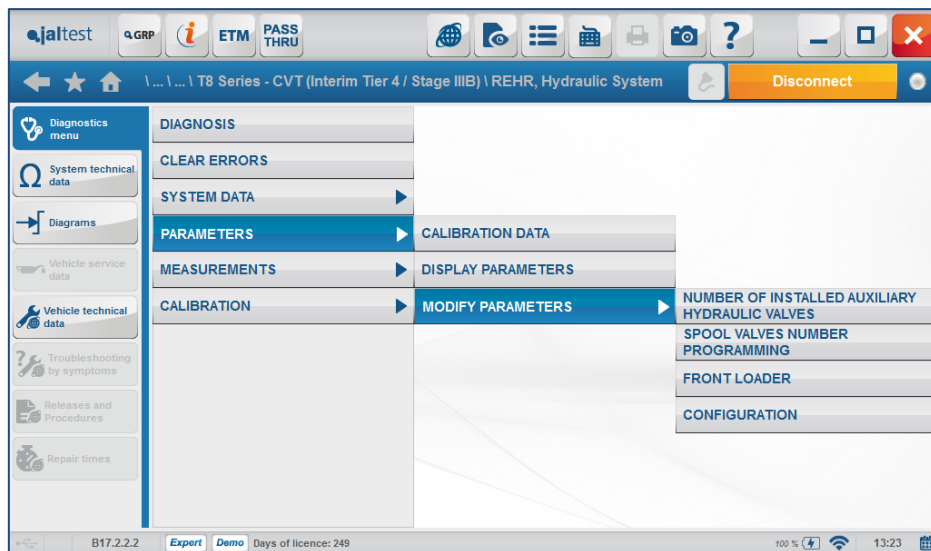 jaltest
GRP
i
ETM
PASS
THRU
?
\ ... \ ... \ T8 Series - CVT (Interim Tier 4 / Stage IIIB) \ REHR, Hydraulic System
Disconnect
Diagnostics
menu
System technical
data
Diagrams
Vehicle service
data
Vehicle technical
data
Troubleshooting
by symptoms
Releases and
Procedures
Repair times
DIAGNOSIS
CLEAR ERRORS
SYSTEM DATA
PARAMETERS
MEASUREMENTS
CALIBRATION
CALIBRATION DATA
DISPLAY PARAMETERS
MODIFY PARAMETERS
NUMBER OF INSTALLED AUXILIARY
HYDRAULIC VALVES
SPOOL VALVES NUMBER
PROGRAMMING
FRONT LOADER
CONFIGURATION
B17.2.2.2
Expert
Demo
Days of licence: 249
100 %
13:23